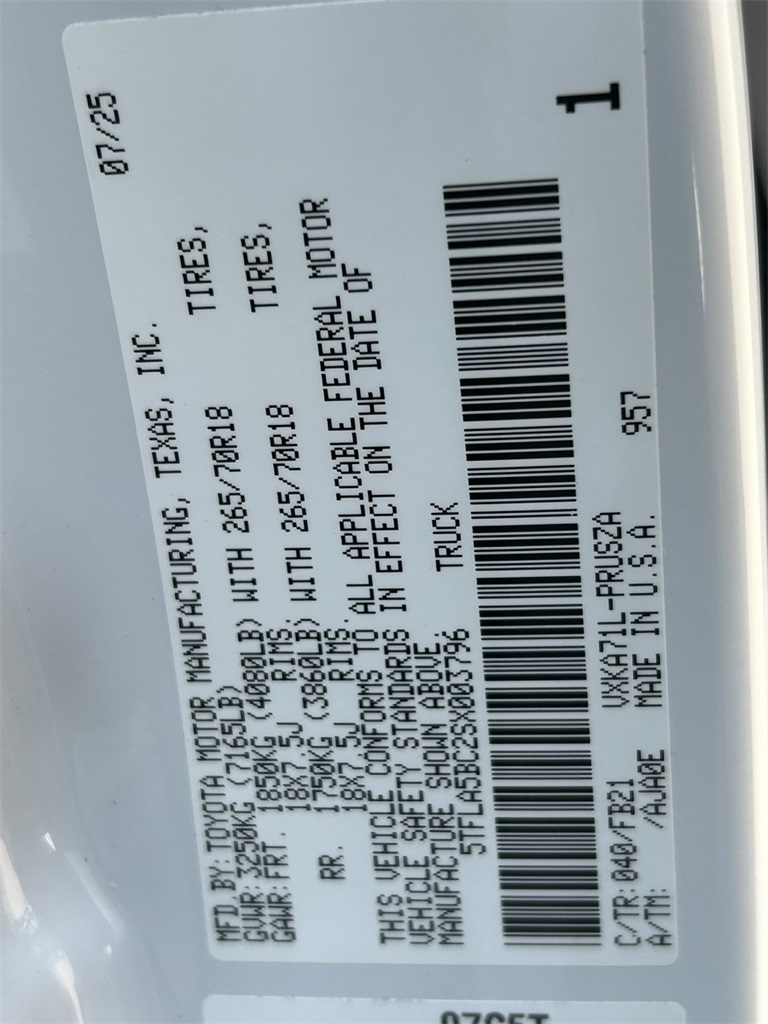 07/25
MFD. BY: TOYOTA MOTOR MANUFACTURING, TEXAS, INC.
GVWR: 3250KG (7165LB)
GAWR: FRT. 1850KG (4080LB) WITH 265/70R18 TIRES,
18X7.5J RIMS.
RR. 1750KG (3860LB) WITH 265/70R18 TIRES,
18X7.5J RIMS.
THIS VEHICLE CONFORMS TO ALL APPLICABLE FEDERAL MOTOR
VEHICLE SAFETY STANDARDS IN EFFECT ON THE DATE OF
MANUFACTURE SHOWN ABOVE.
5TFLA5BC2SX003796 TRUCK
1
C/TR: 040/FB21 VXKA71L-PRUSZA 957
A/TM: /AJA0E MADE IN U.S.A.